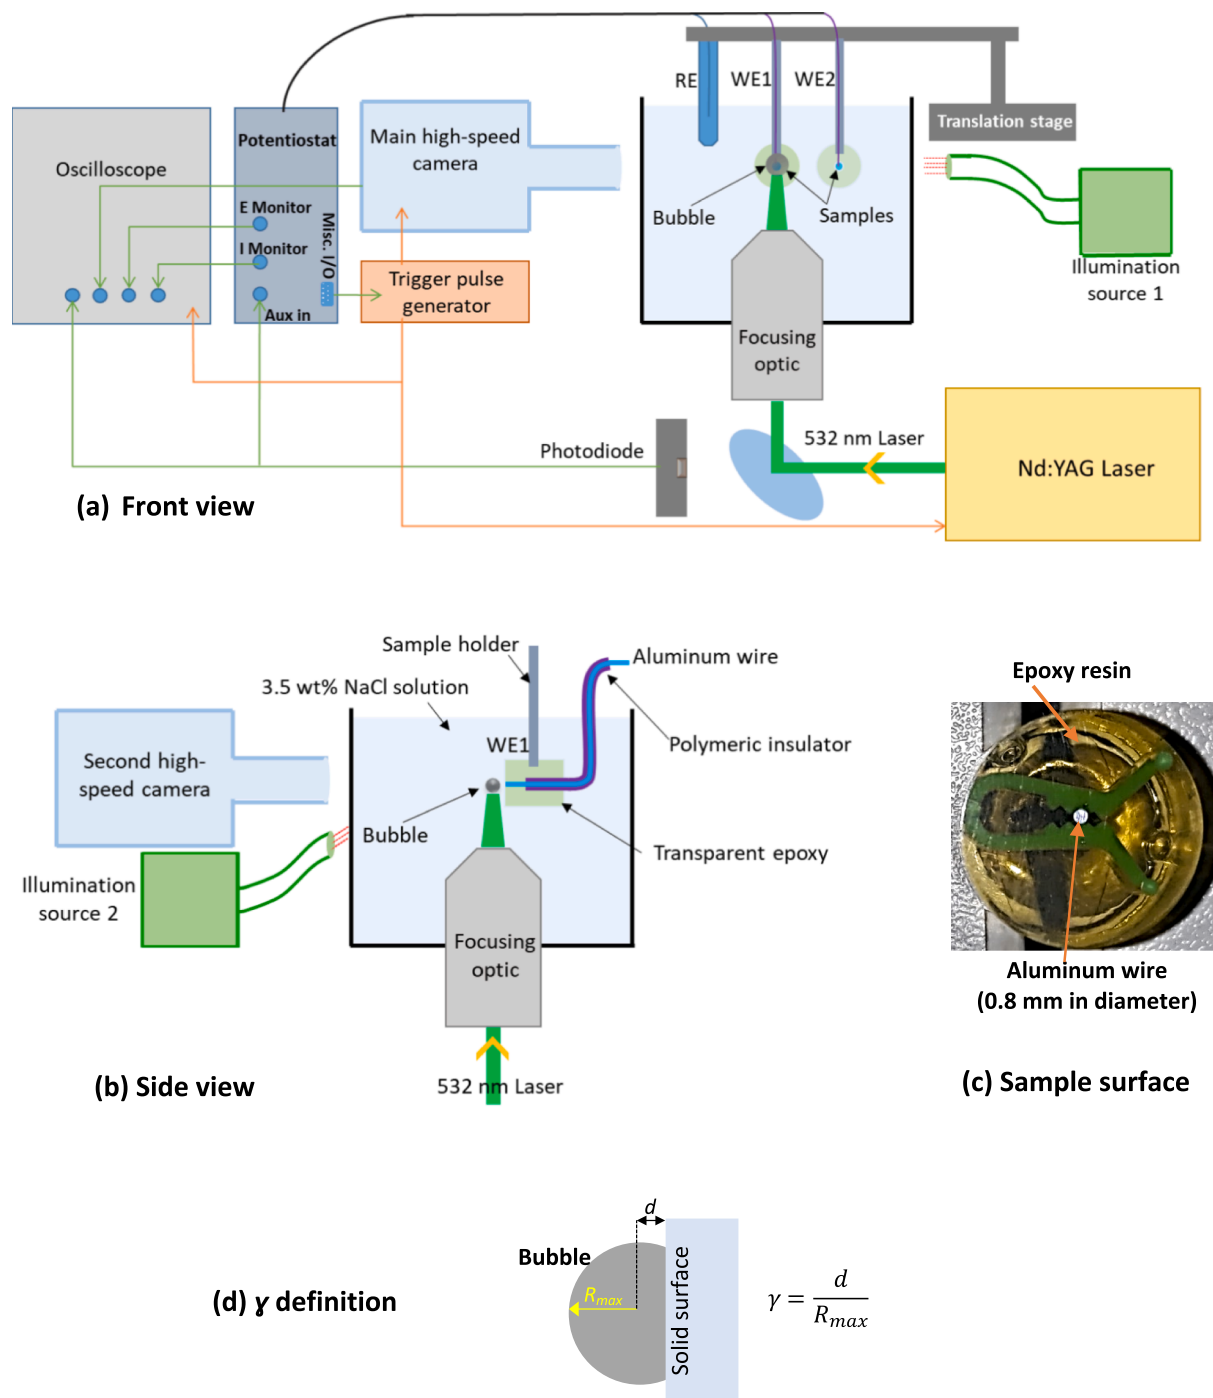 RE
WE1
WE2
Translation stage
Potentiostat
Main high-speed
camera
Oscilloscope
E Monitor
I Monitor
Misc. I/O
Aux in
Trigger pulse
generator
Bubble
Samples
Illumination
source 1
Focusing
optic
532 nm Laser
Photodiode
Nd:YAG Laser
(a) Front view
Sample holder
Aluminum wire
3.5 wt% NaCl solution
WE1
Polymeric insulator
Second high-
speed camera
Bubble
Transparent epoxy
Illumination
source 2
Focusing
optic
532 nm Laser
(b) Side view
Epoxy resin
Aluminum wire
(0.8 mm in diameter)
(c) Sample surface
d
Bubble
Rmax
Solid surface
(d) ɣ definition
γ = d / Rmax